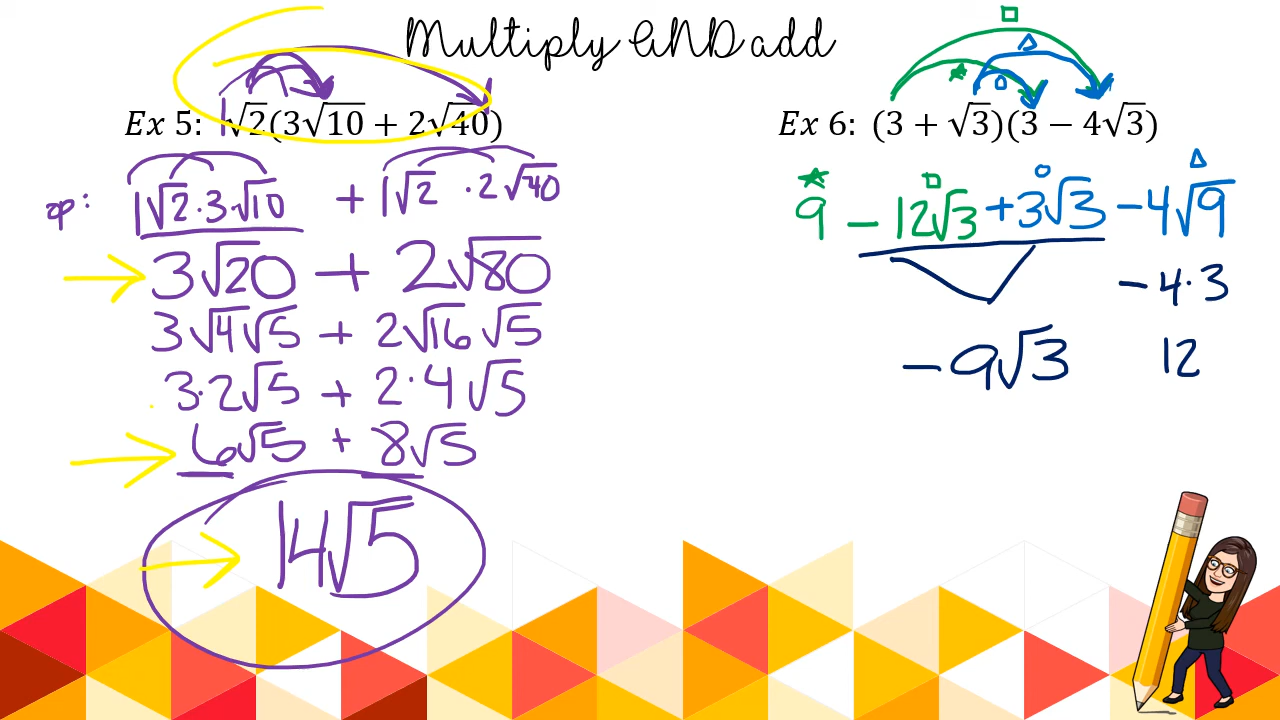 Multiply AND add
Ex 5: 1√2(3√10 + 2√40)
1√2 · 3√10 + 1√2 · 2√40
3√20 + 2√80
3√4√5 + 2√16√5
3·2√5 + 2·4√5
6√5 + 8√5
14√5
Ex 6: (3 + √3)(3 − 4√3)
9 − 12√3 + 3√3 − 4√9
− 4·3
− 9√3 12